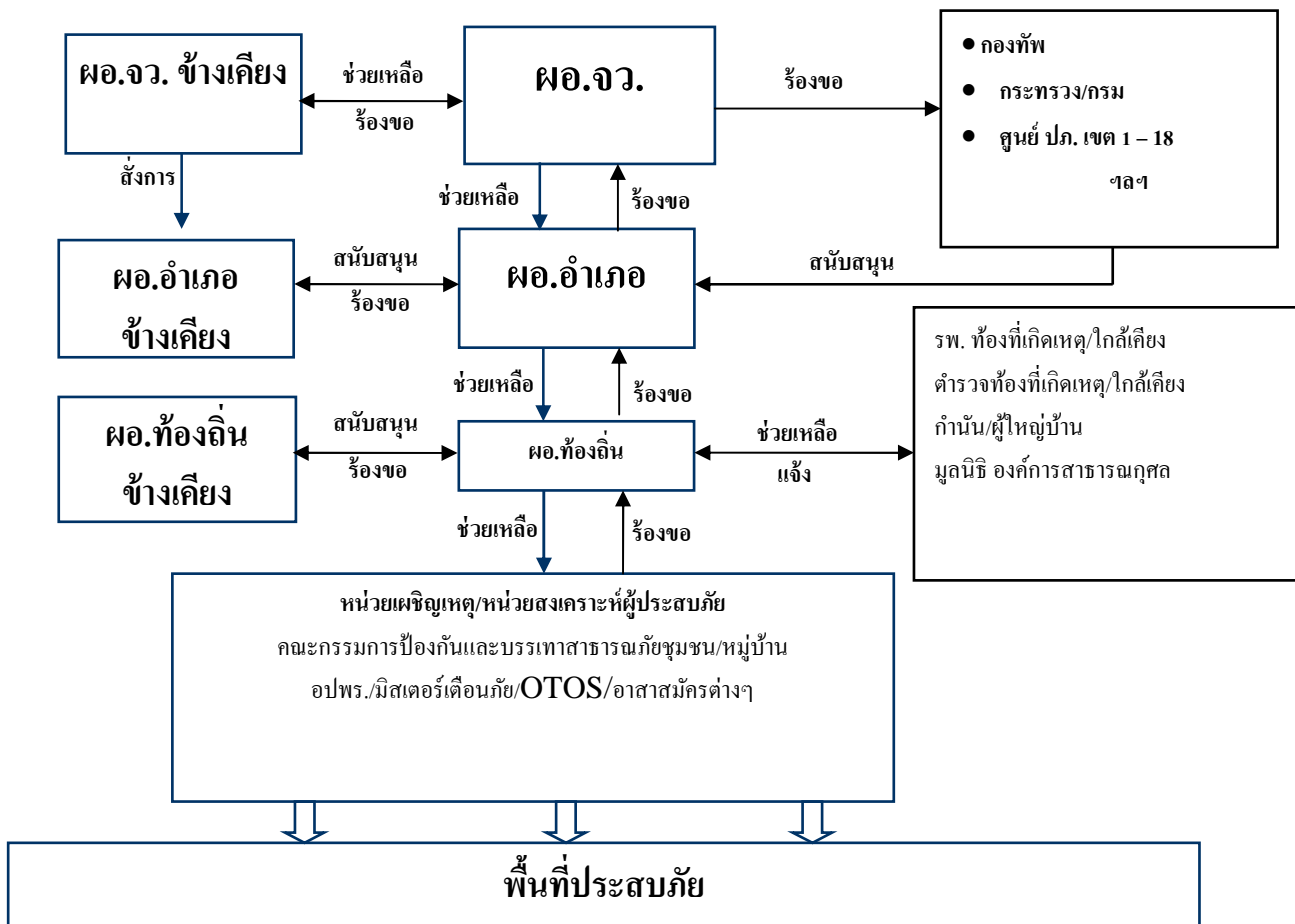 ผอ.จว. ข้างเคียง
ช่วยเหลือ
ร้องขอ
ผอ.จว.
ร้องขอ
● กองทัพ
● กระทรวง/กรม
● ศูนย์ ปภ. เขต 1 – 18
ฯลฯ
สั่งการ
ช่วยเหลือ
ร้องขอ
ผอ.อำเภอ
ข้างเคียง
สนับสนุน
ร้องขอ
ผอ.อำเภอ
สนับสนุน
ช่วยเหลือ
ร้องขอ
รพ. ท้องที่เกิดเหตุ/ใกล้เคียง
ตำรวจท้องที่เกิดเหตุ/ใกล้เคียง
กำนัน/ผู้ใหญ่บ้าน
มูลนิธิ องค์การสาธารณกุศล
ผอ.ท้องถิ่น
ข้างเคียง
สนับสนุน
ร้องขอ
ผอ.ท้องถิ่น
ช่วยเหลือ
แจ้ง
ช่วยเหลือ
ร้องขอ
หน่วยเผชิญเหตุ/หน่วยสงเคราะห์ผู้ประสบภัย
คณะกรรมการป้องกันและบรรเทาสาธารณภัยชุมชน/หมู่บ้าน
อปพร./มิสเตอร์เตือนภัย/OTOS/อาสาสมัครต่างๆ
พื้นที่ประสบภัย